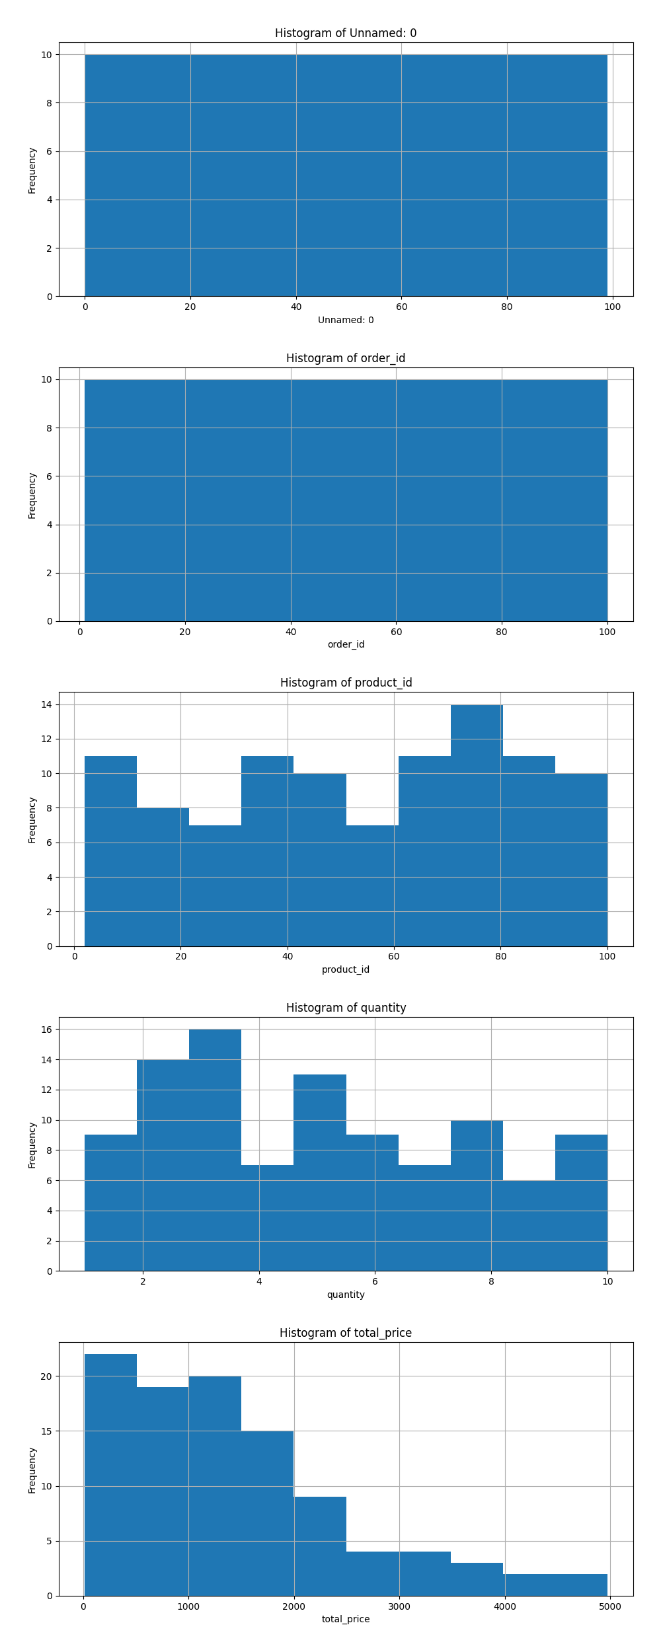 Histogram of Unnamed: 0
10
8
6
4
2
0
Frequency
0 20 40 60 80 100
Unnamed: 0
Histogram of order_id
10
8
6
4
2
0
Frequency
0 20 40 60 80 100
order_id
Histogram of product_id
14
12
10
8
6
4
2
0
Frequency
0 20 40 60 80 100
product_id
Histogram of quantity
16
14
12
10
8
6
4
2
0
Frequency
2 4 6 8 10
quantity
Histogram of total_price
20
15
10
5
0
Frequency
0 1000 2000 3000 4000 5000
total_price